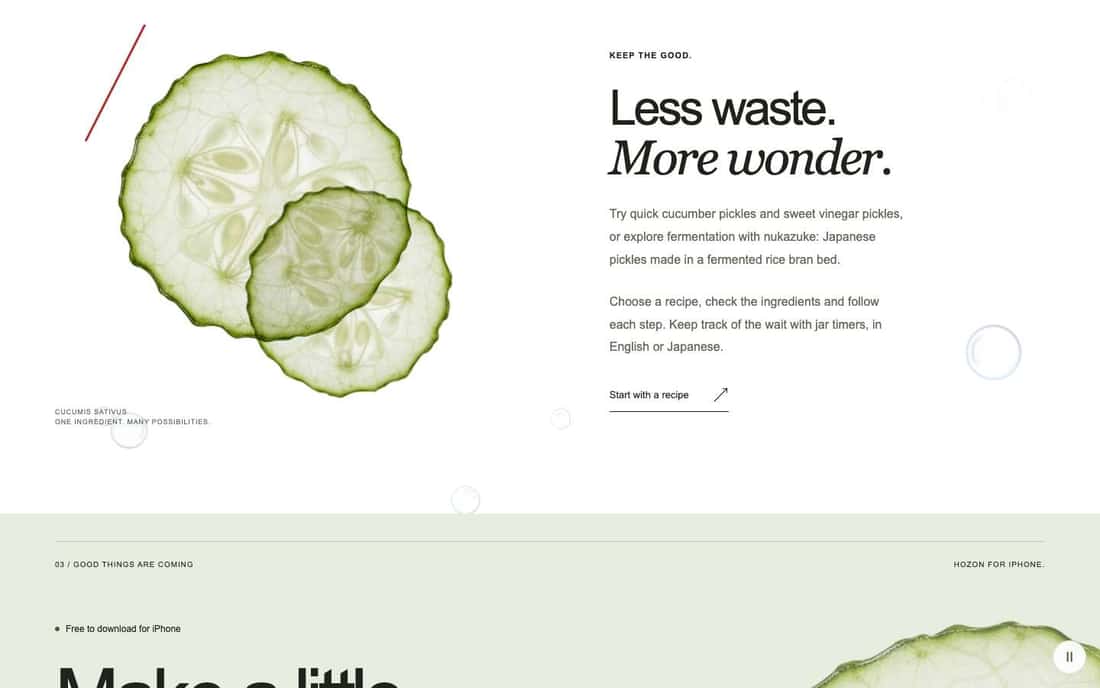 KEEP THE GOOD.
Less waste.
More wonder.
Try quick cucumber pickles and sweet vinegar pickles,
or explore fermentation with nukazuke: Japanese
pickles made in a fermented rice bran bed.
Choose a recipe, check the ingredients and follow
each step. Keep track of the wait with jar timers, in
English or Japanese.
Start with a recipe
CUCUMIS SATIVUS
ONE INGREDIENT. MANY POSSIBILITIES.
03 / GOOD THINGS ARE COMING
HOZON FOR IPHONE.
Free to download for iPhone
Make a little